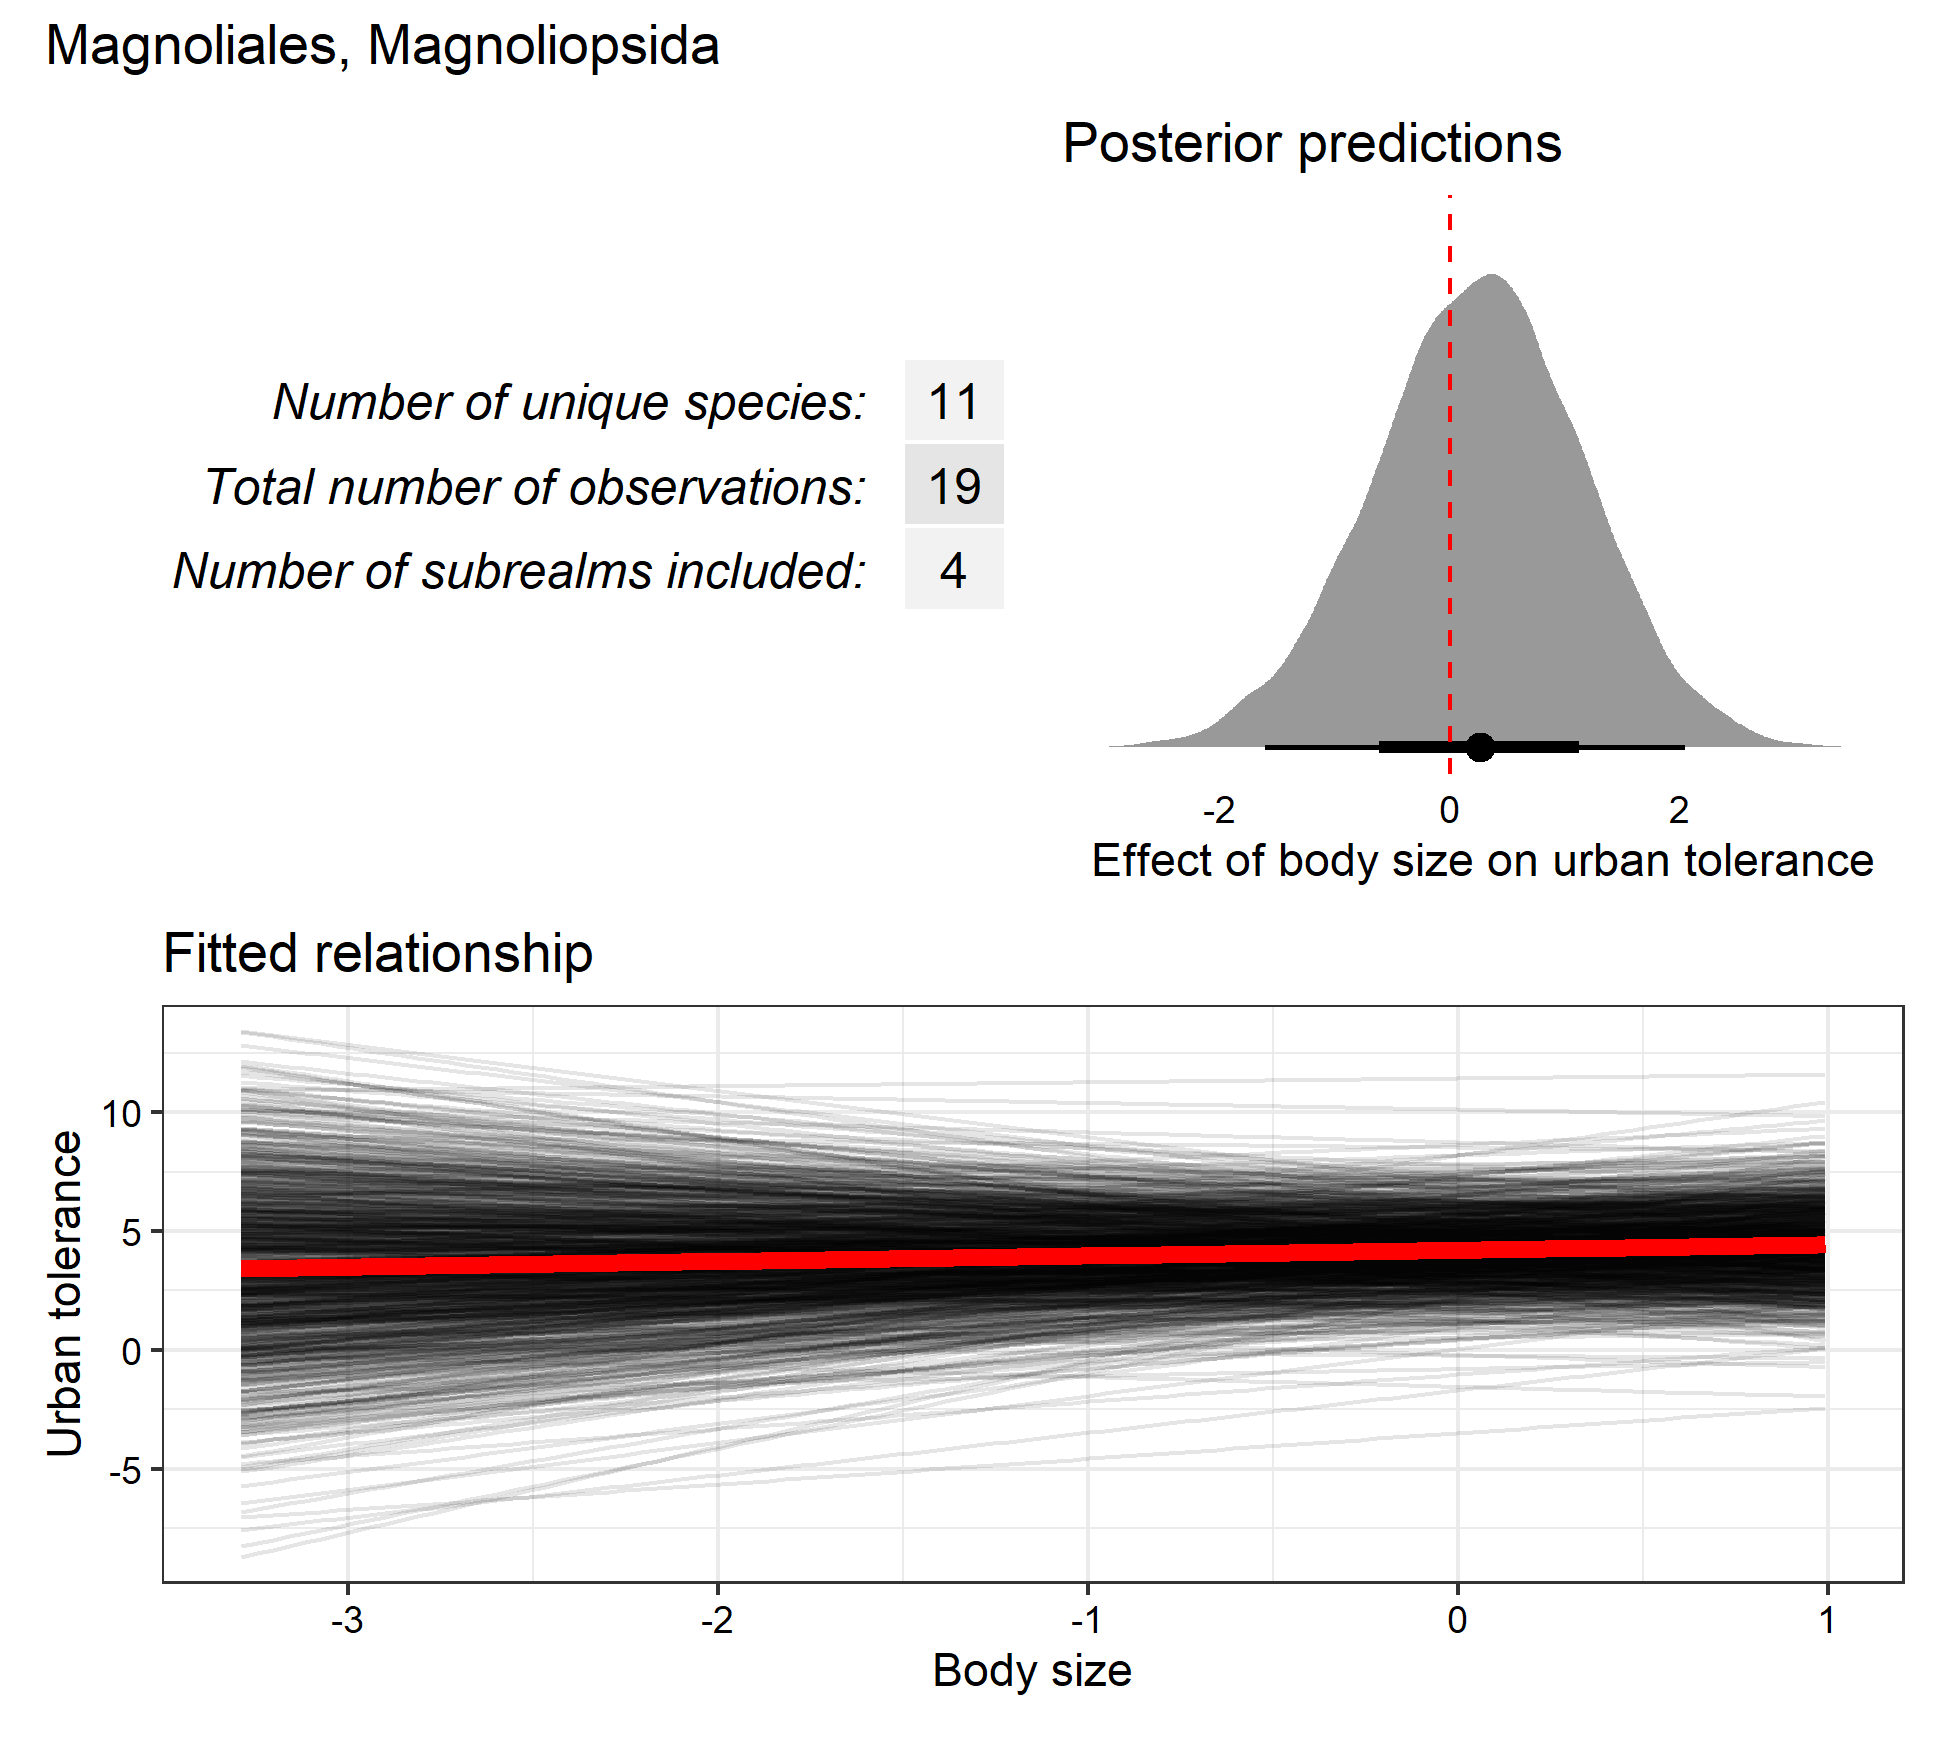 Magnoliales, Magnoliopsida
Posterior predictions
Number of unique species: 11
Total number of observations: 19
Number of subrealms included: 4
-2 0 2
Effect of body size on urban tolerance
Fitted relationship
Urban tolerance
10
5
0
-5
-3 -2 -1 0 1
Body size